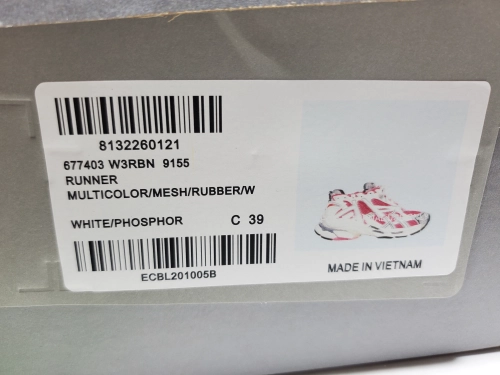 8132260121
677403 W3RBN 9155
RUNNER
MULTICOLOR/MESH/RUBBER/W
WHITE/PHOSPHOR C 39
ECBL201005B
MADE IN VIETNAM